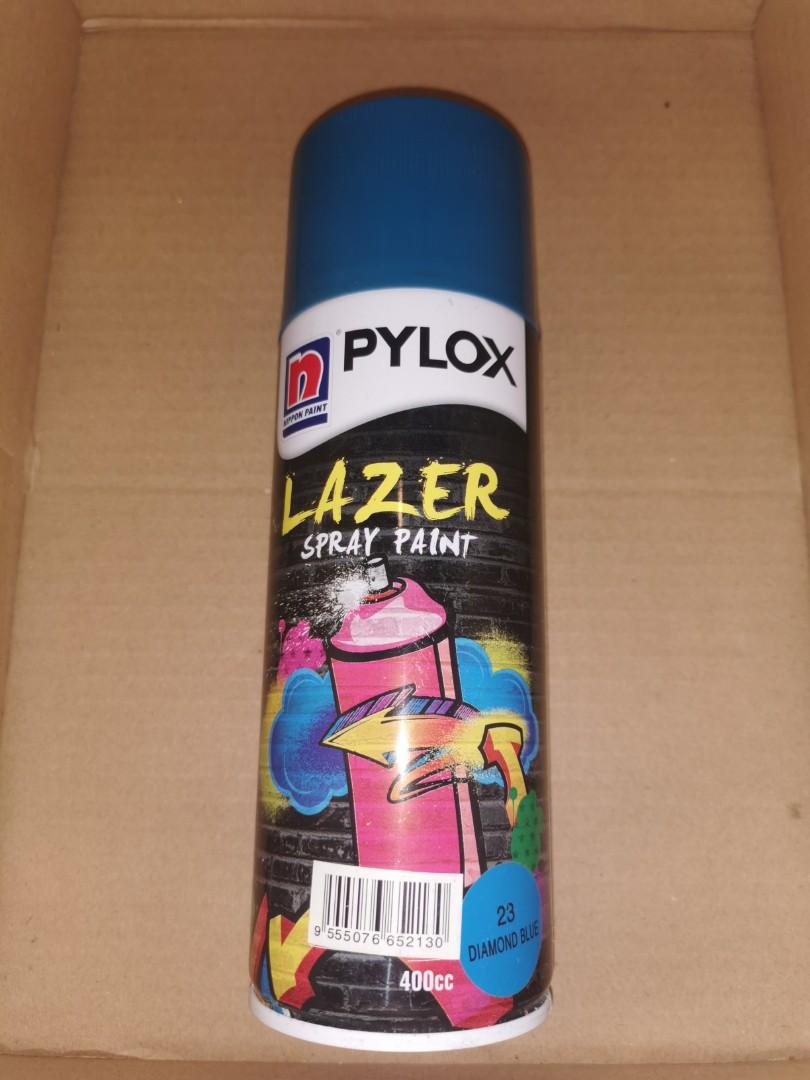 PYLOX
n
NIPPON PAINT
LAZER
SPRAY PAINT
9 555076 652130
23
DIAMOND BLUE
400cc